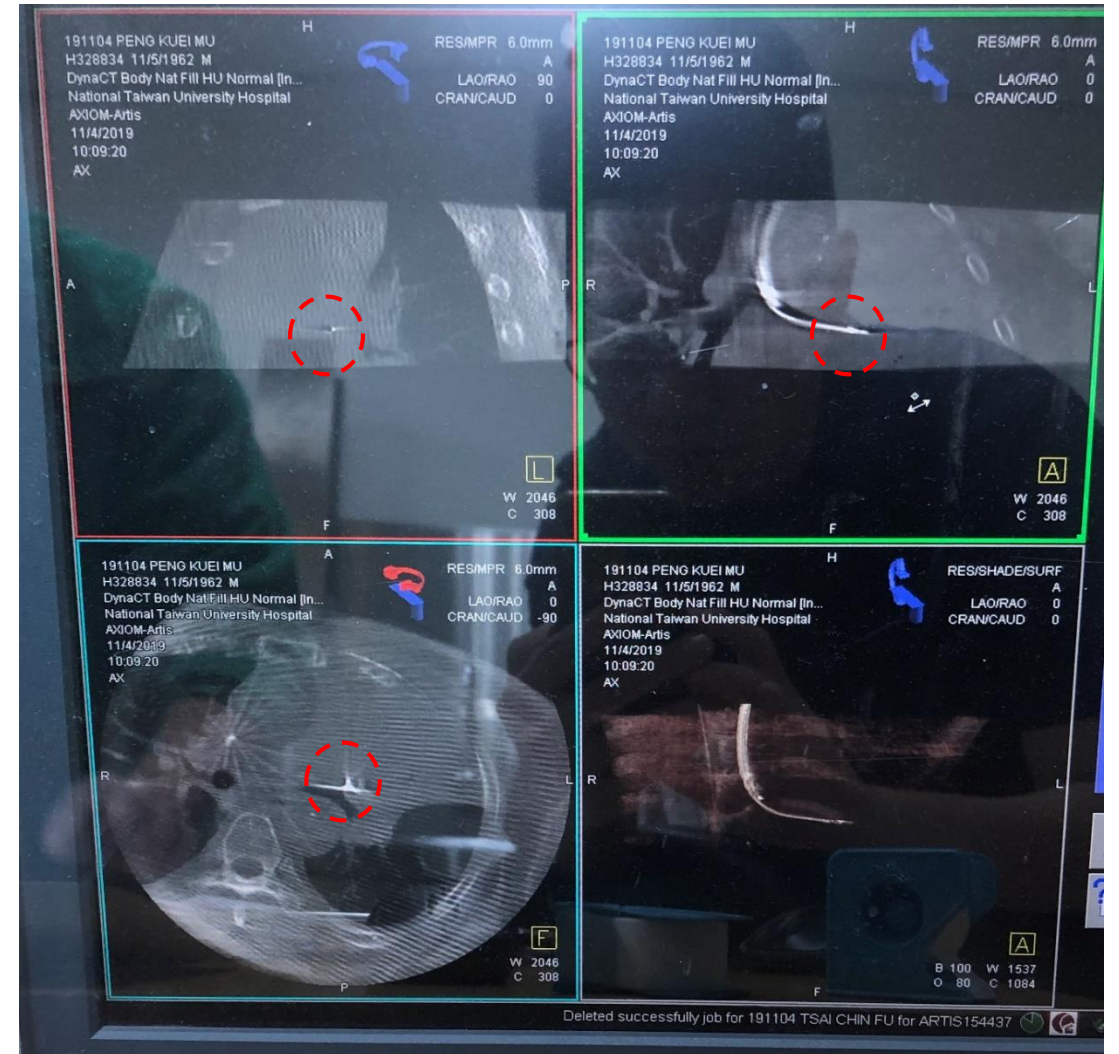 H
191104 PENG KUEI MU
H328834 11/5/1962 M
DynaCT Body Nat Fill HU Normal [In...
National Taiwan University Hospital
AXIOM-Artis
11/4/2019
10:09:20
AX
RES/MPR 6.0mm
A
LAO/RAO 90
CRAN/CAUD 0
A
P
L
W 2046
C 308
F
H
191104 PENG KUEI MU
H328834 11/5/1962 M
DynaCT Body Nat Fill HU Normal [In...
National Taiwan University Hospital
AXIOM-Artis
11/4/2019
10:09:20
AX
RES/MPR 6.0mm
A
LAO/RAO 0
CRAN/CAUD 0
R
L
A
W 2046
C 308
F
A
191104 PENG KUEI MU
H328834 11/5/1962 M
DynaCT Body Nat Fill HU Normal [In...
National Taiwan University Hospital
AXIOM-Artis
11/4/2019
10:09:20
AX
RES/MPR 6.0mm
A
LAO/RAO 0
CRAN/CAUD -90
R
L
F
W 2046
C 308
P
H
191104 PENG KUEI MU
H328834 11/5/1962 M
DynaCT Body Nat Fill HU Normal [In...
National Taiwan University Hospital
AXIOM-Artis
11/4/2019
10:09:20
AX
RES/SHADE/SURF
A
LAO/RAO 0
CRAN/CAUD 0
R
L
A
B 100 W 1537
O 80 C 1084
F
?
Deleted successfully job for 191104 TSAI CHIN FU for ARTIS154437